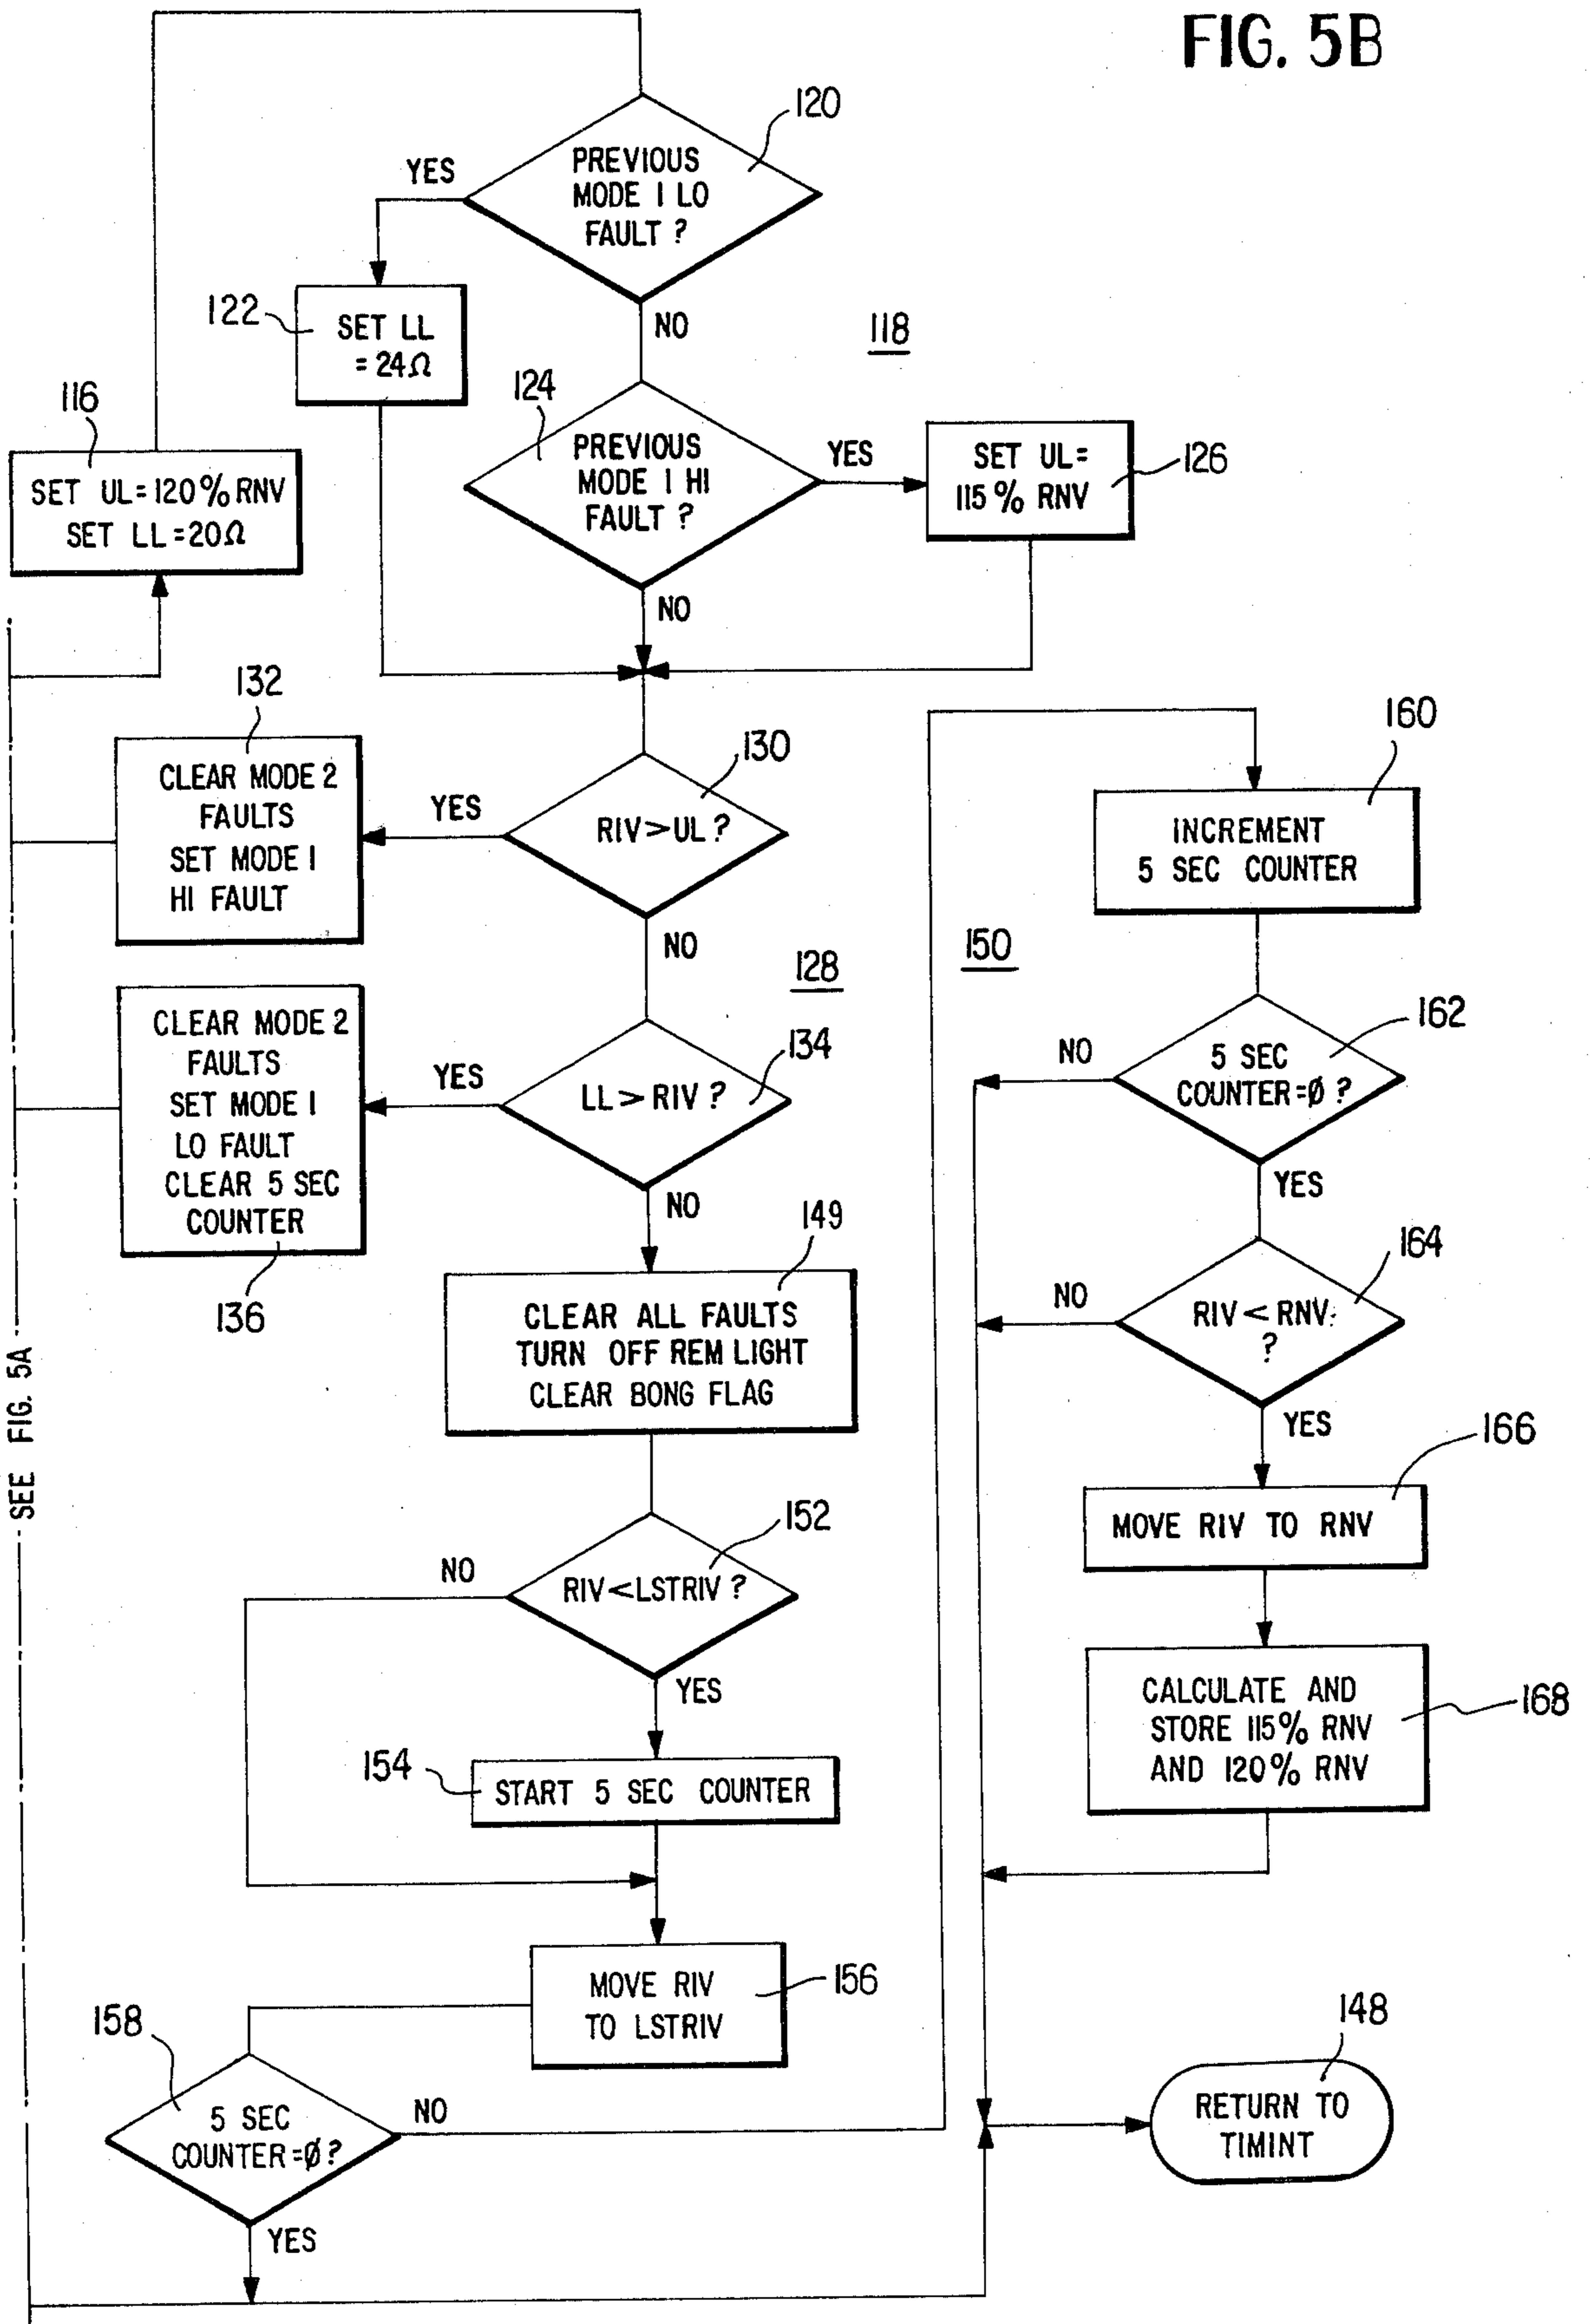 FIG. 5B
120
PREVIOUS
MODE 1 LO
FAULT ?
YES
NO
122
SET LL
= 24Ω
118
116
SET UL=120% RNV
SET LL=20Ω
124
PREVIOUS
MODE 1 HI
FAULT ?
YES
NO
SET UL=
115% RNV
126
132
CLEAR MODE 2
FAULTS
SET MODE 1
HI FAULT
YES
130
RIV>UL ?
NO
128
CLEAR MODE 2
FAULTS
SET MODE 1
LO FAULT
CLEAR 5 SEC
COUNTER
136
YES
134
LL>RIV ?
NO
149
CLEAR ALL FAULTS
TURN OFF REM LIGHT
CLEAR BONG FLAG
SEE FIG. 5A
152
NO
RIV<LSTRIV ?
YES
154
START 5 SEC COUNTER
MOVE RIV
TO LSTRIV
156
158
5 SEC
COUNTER=Ø?
NO
YES
160
INCREMENT
5 SEC COUNTER
150
162
NO
5 SEC
COUNTER=Ø ?
YES
164
NO
RIV<RNV
?
YES
166
MOVE RIV TO RNV
CALCULATE AND
STORE 115% RNV
AND 120% RNV
168
148
RETURN TO
TIMINT